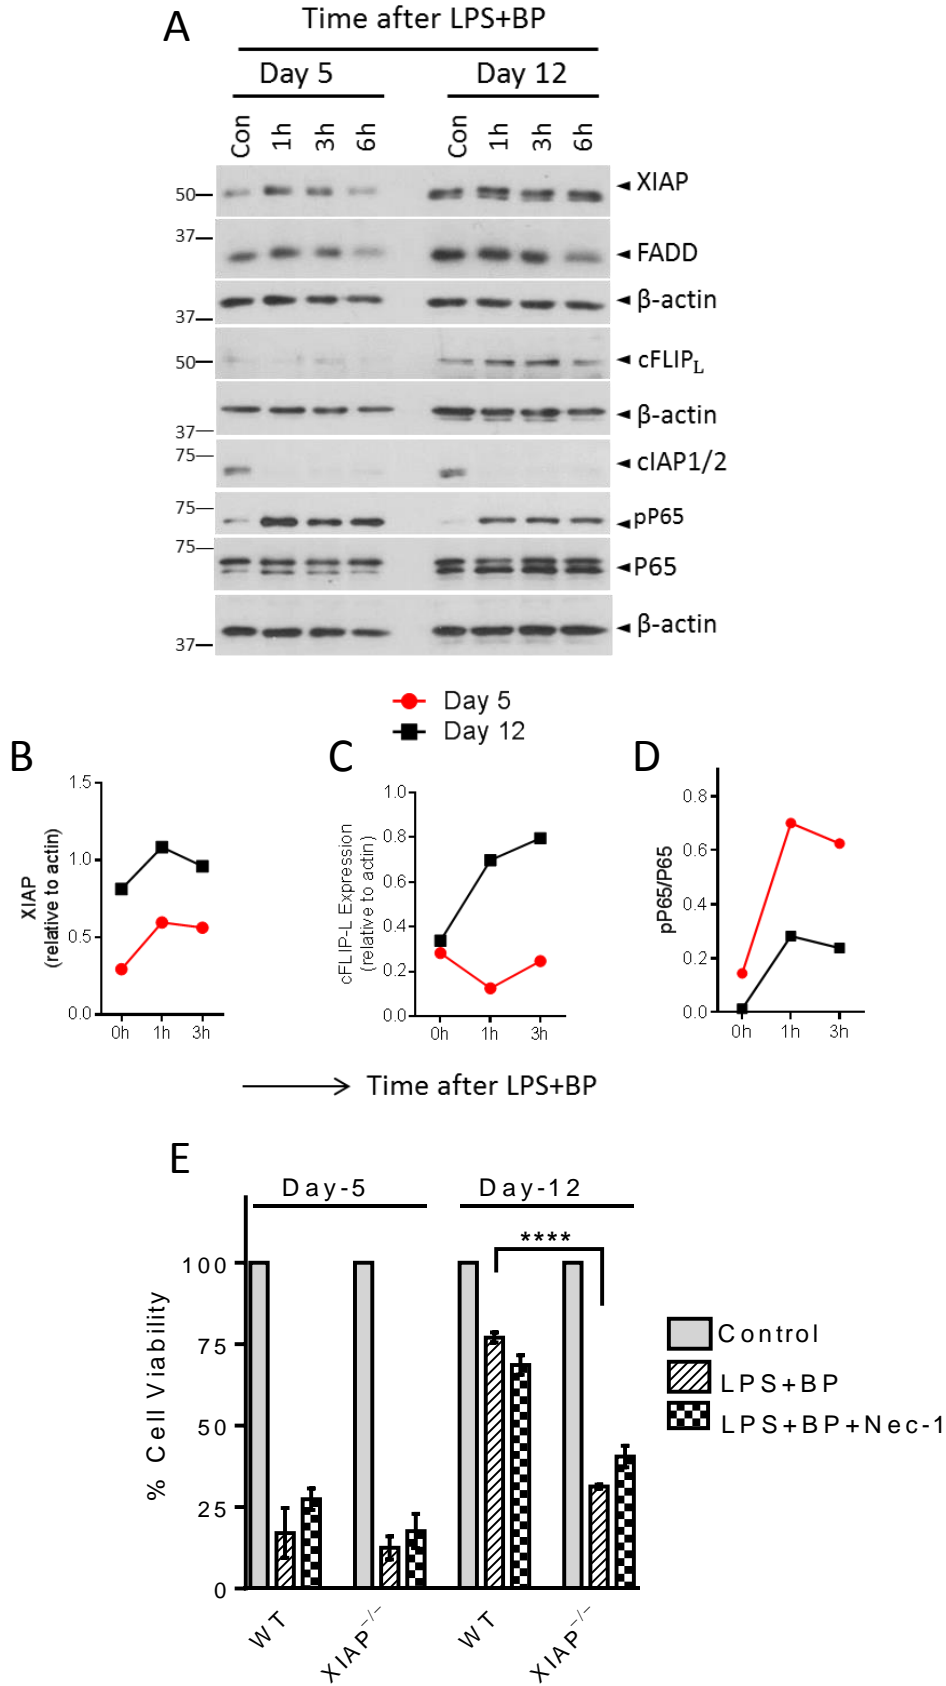 A
Time after LPS+BP
Day 5 Day 12
Con 1h 3h 6h Con 1h 3h 6h
50 XIAP
37 FADD
37 β-actin
50 cFLIPL
37 β-actin
75 cIAP1/2
75 pP65
75 P65
37 β-actin
Day 5
Day 12
B
XIAP
(relative to actin)
1.5
1.0
0.5
0.0
0h 1h 3h
C
cFLIP-L Expression
(relative to actin)
1.0
0.8
0.6
0.4
0.2
0.0
0h 1h 3h
D
pP65/P65
0.8
0.6
0.4
0.2
0.0
0h 1h 3h
Time after LPS+BP
E
Day-5 Day-12
****
% Cell Viability
100
75
50
25
0
WT XIAP-/- WT XIAP-/-
Control
LPS+BP
LPS+BP+Nec-1